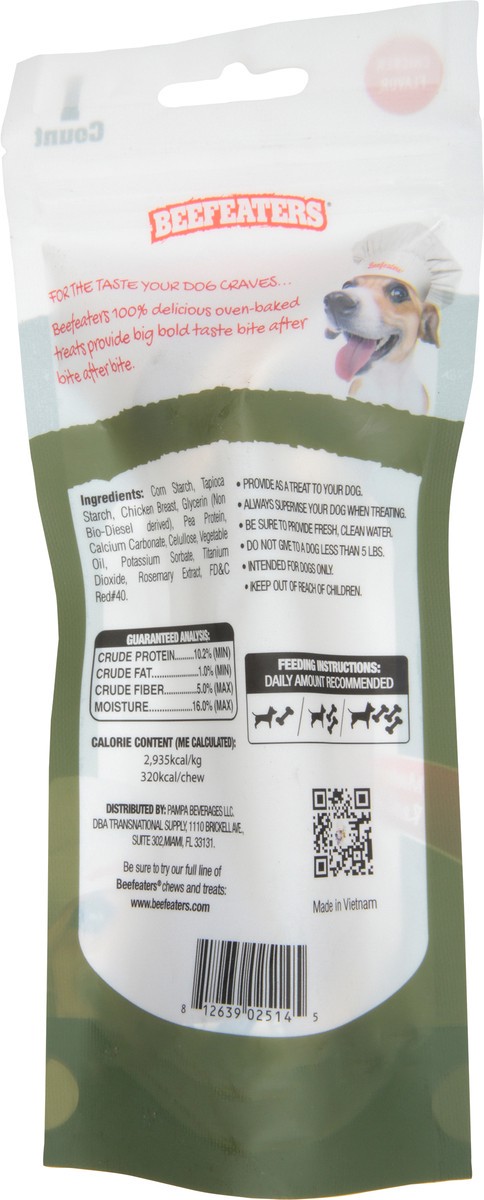 CHICKEN
FLAVOR
1
Count
BEEFEATERS®
Beefeaters
FOR THE TASTE YOUR DOG CRAVES...
Beefeaters 100% delicious oven-baked
treats provide big bold taste bite after
bite after bite.
Ingredients: Corn Starch, Tapioca
Starch, Chicken Breast, Glycerin (Non
Bio-Diesel derived), Pea Protein,
Calcium Carbonate, Cellulose, Vegetable
Oil, Potassium Sorbate, Titanium
Dioxide, Rosemary Extract, FD&C
Red#40.
• PROVIDE AS A TREAT TO YOUR DOG.
• ALWAYS SUPERVISE YOUR DOG WHEN TREATING.
• BE SURE TO PROVIDE FRESH, CLEAN WATER.
• DO NOT GIVE TO A DOG LESS THAN 5 LBS.
• INTENDED FOR DOGS ONLY.
• KEEP OUT OF REACH OF CHILDREN.
GUARANTEED ANALYSIS:
CRUDE PROTEIN..........10.2% (MIN)
CRUDE FAT..................1.0% (MIN)
CRUDE FIBER...............5.0% (MAX)
MOISTURE..................16.0% (MAX)
CALORIE CONTENT (ME CALCULATED):
2,935kcal/kg
320kcal/chew
FEEDING INSTRUCTIONS:
DAILY AMOUNT RECOMMENDED
DISTRIBUTED BY: PAMPA BEVERAGES LLC.
DBA TRANSNATIONAL SUPPLY, 1110 BRICKELL AVE.,
SUITE 302, MIAMI, FL 33131.
Be sure to try our full line of
Beefeaters® chews and treats:
www.beefeaters.com
Made in Vietnam
8 12639 02514 5